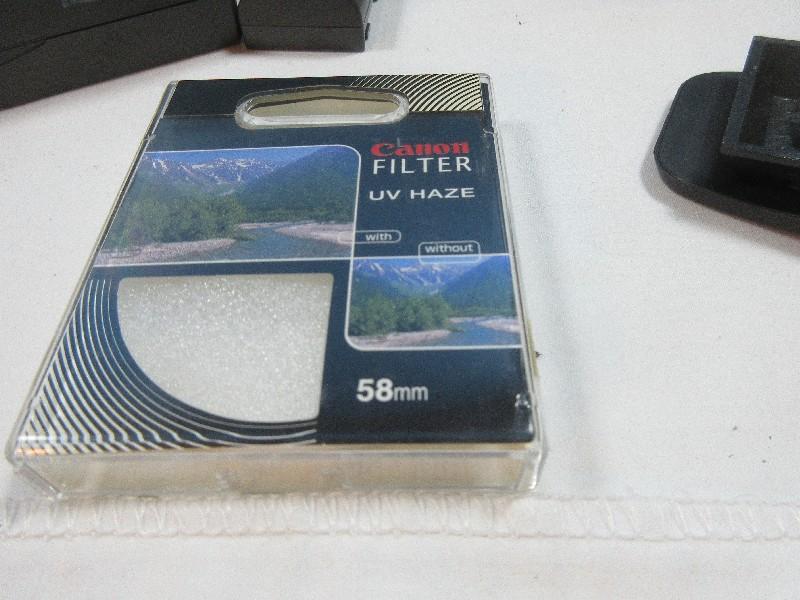 Canon
FILTER
UV HAZE
with
without
58mm